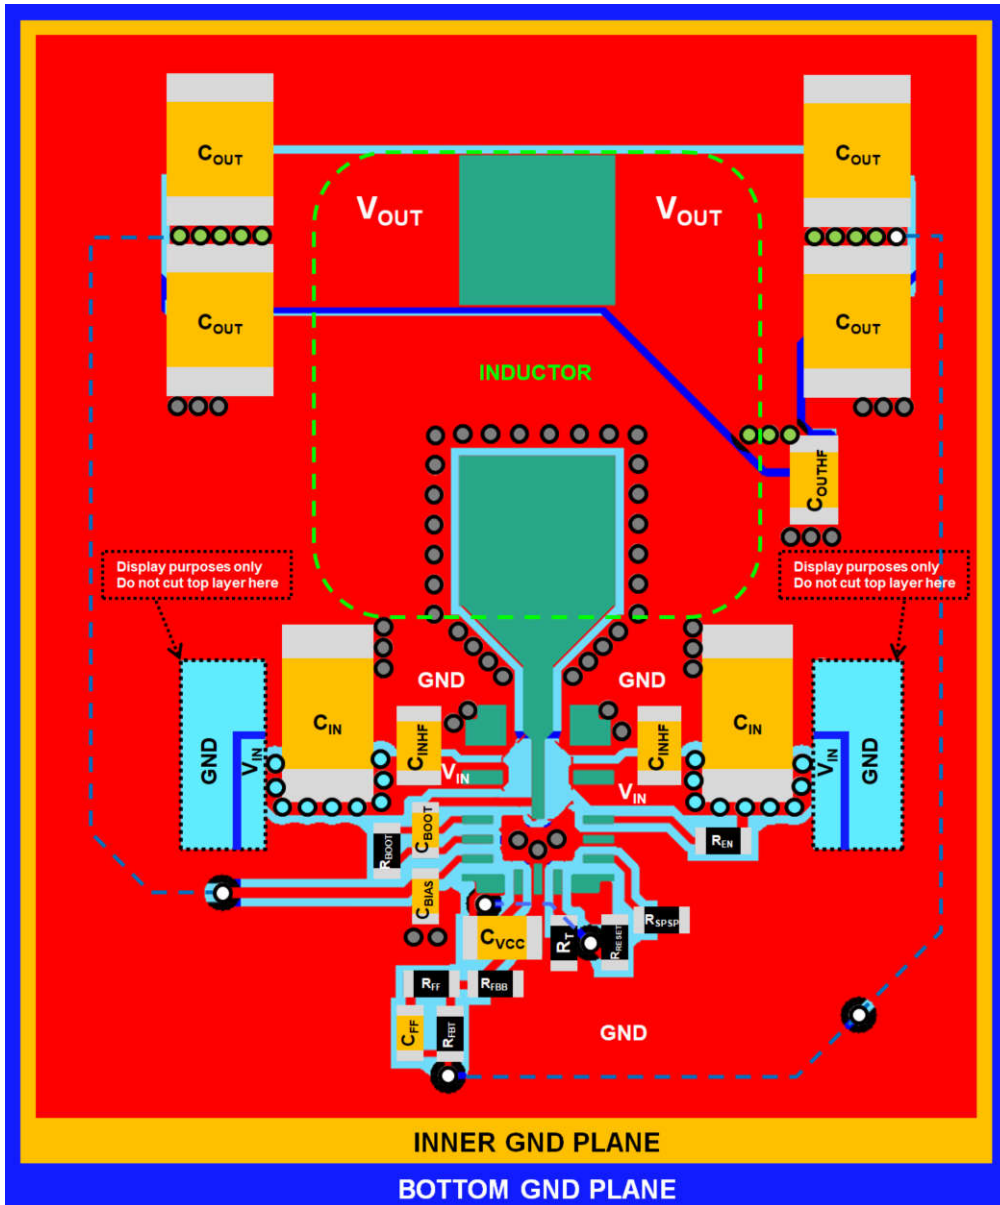 COUT
COUT
VOUT
VOUT
COUT
COUT
INDUCTOR
COUTHF
Display purposes only
Do not cut top layer here
Display purposes only
Do not cut top layer here
GND
GND
GND
VIN
CIN
CINHF
VIN
VIN
CINHF
CIN
VIN
GND
RBOOT
CBOOT
REN
CBIAS
RSPSP
CVCC
RT
RRESET
RFF
RFBB
CFF
RFBT
GND
INNER GND PLANE
BOTTOM GND PLANE